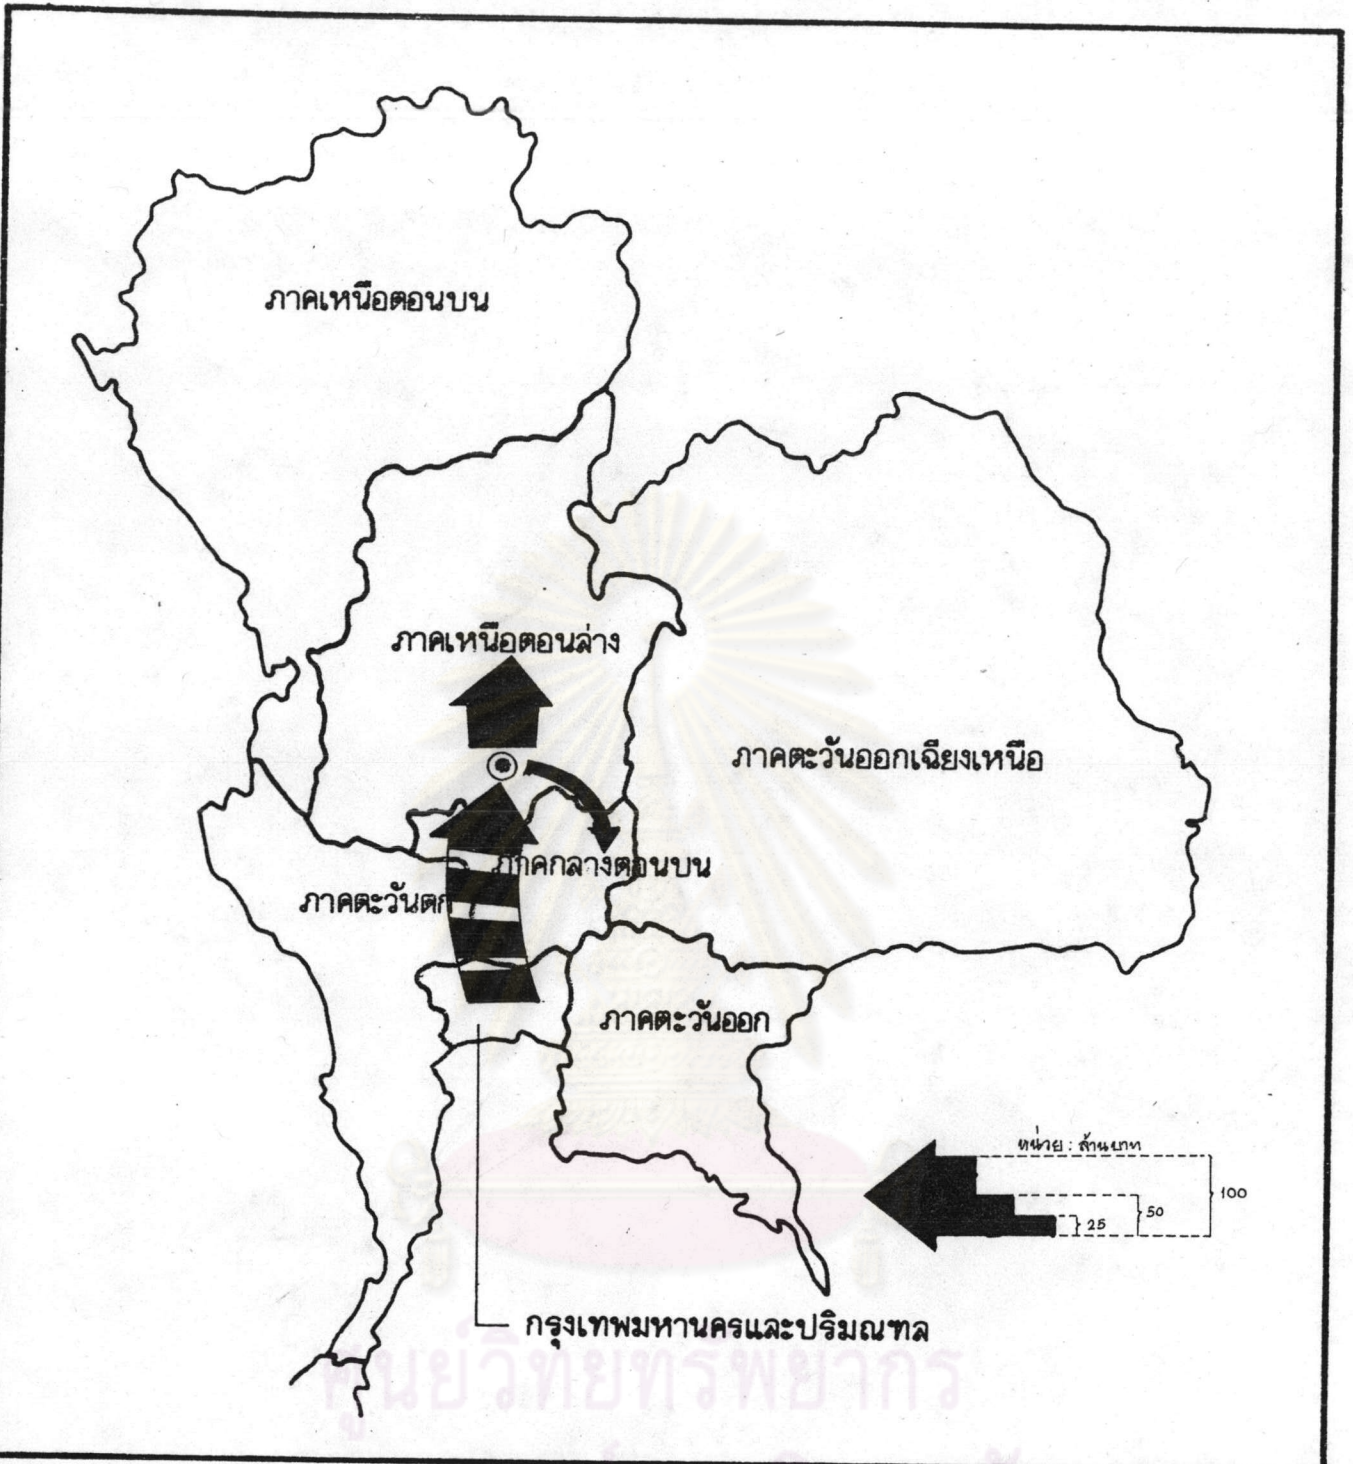 ภาคเหนือตอนบน
ภาคเหนือตอนล่าง
ภาคตะวันออกเฉียงเหนือ
ภาคกลางตอนบน
ภาคตะวันตก
ภาคตะวันออก
หน่วย : ล้านบาท
100
50
25
กรุงเทพมหานครและปริมณฑล
ศูนย์วิทยทรัพยากร